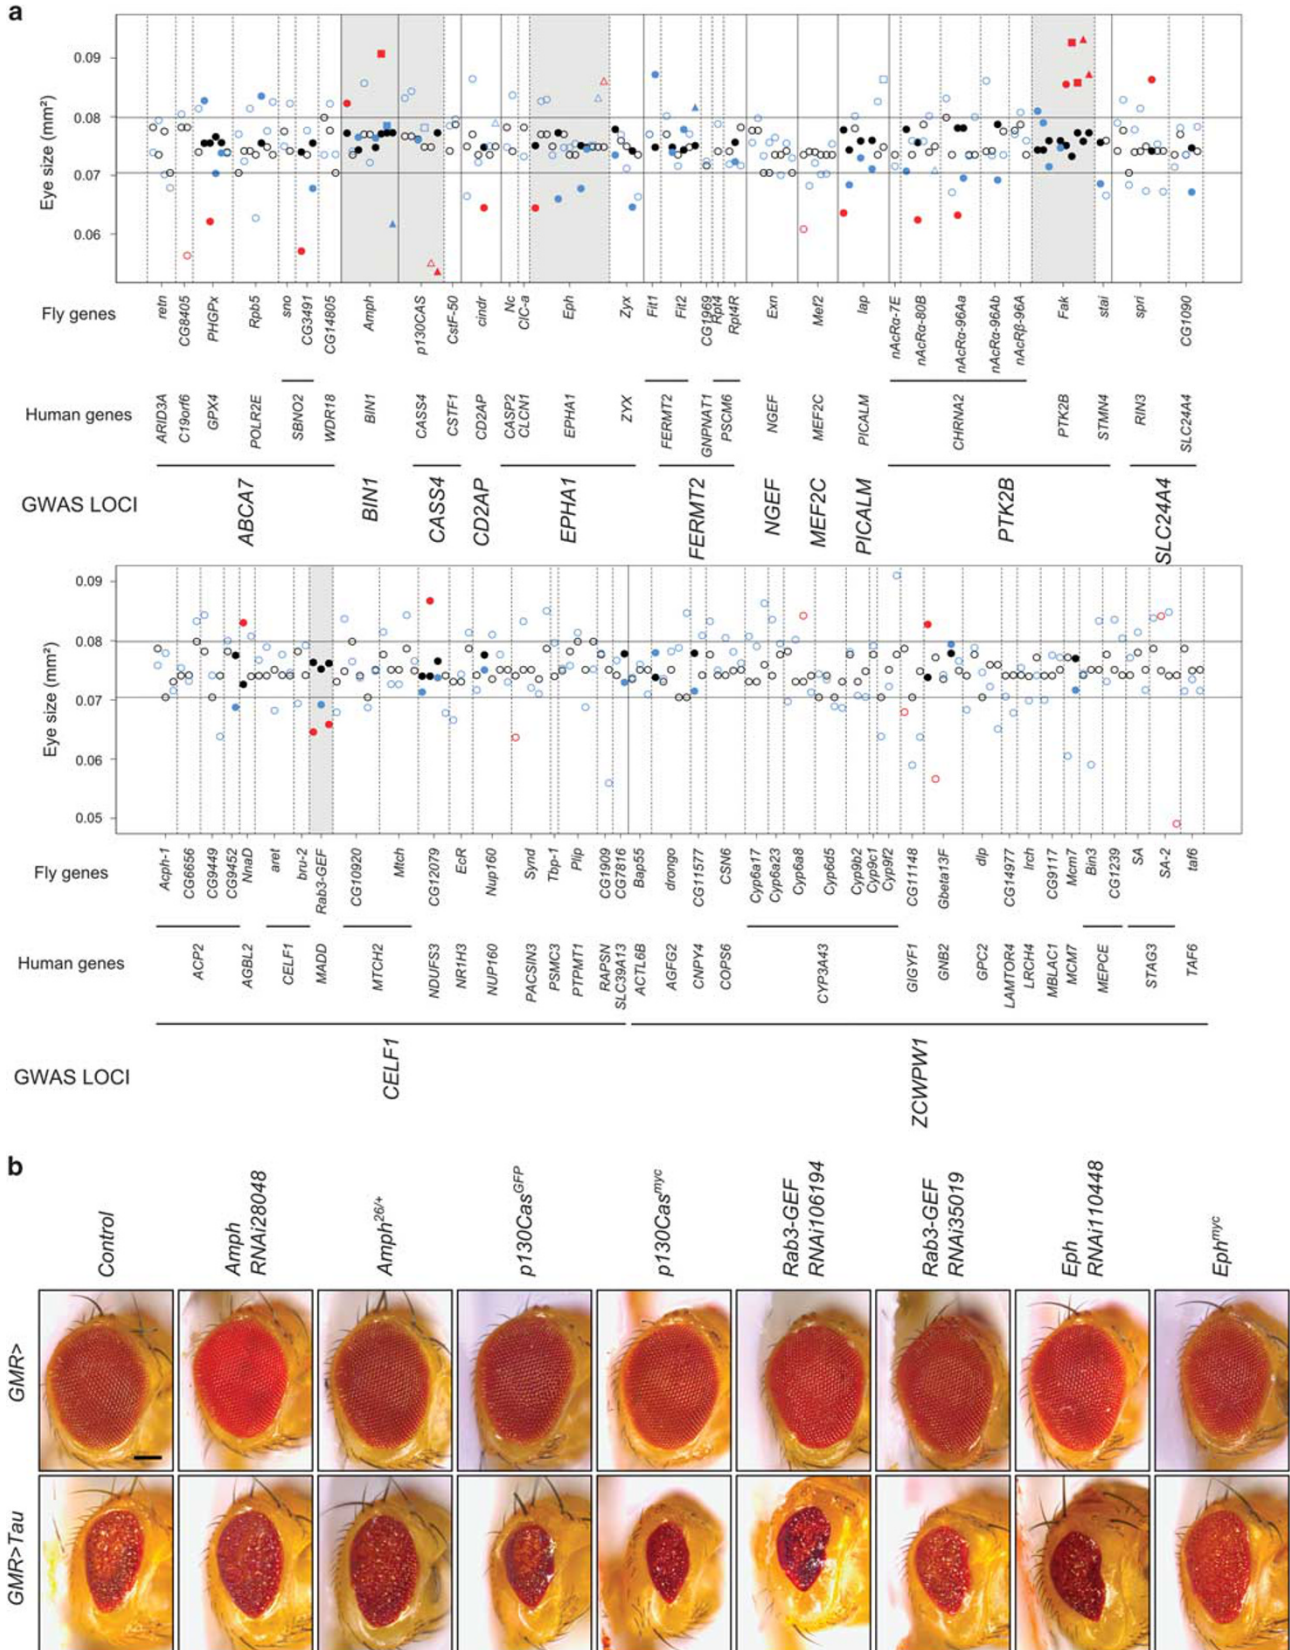 a
Eye size (mm²)
0.09
0.08
0.07
0.06
Fly genes
retn
CG8405
PHGPx
Rpb5
sno
CG3491
CG14805
Amph
p130CAS
CstF-50
cindr
Nc
ClC-a
Eph
Zyx
Fit1
Fit2
CG1969
Rpt4
Rpt4R
Exn
Mef2
lap
nAcRα-7E
nAcRα-80B
nAcRα-96Aa
nAcRα-96Ab
nAcRβ-96A
Fak
stai
spri
CG1090
Human genes
ARID3A
C19orf6
GPX4
POLR2E
SBNO2
WDR18
BIN1
CASS4
CSTF1
CD2AP
CASP2
CLCN1
EPHA1
ZYX
FERMT2
GNPNAT1
PSCM6
NGEF
MEF2C
PICALM
CHRNA2
PTK2B
STMN4
RIN3
SLC24A4
GWAS LOCI
ABCA7
BIN1
CASS4
CD2AP
EPHA1
FERMT2
NGEF
MEF2C
PICALM
PTK2B
SLC24A4
Eye size (mm²)
0.09
0.08
0.07
0.06
0.05
Fly genes
Acph-1
CG6656
CG9449
CG9452
NnaD
aret
bru-2
Rab3-GEF
CG10920
Mtch
CG12079
EcR
Nup160
Synd
Tbp-1
Plip
CG1909
CG7816
Bap55
drongo
CG11577
CSN6
Cyp6a17
Cyp6a23
Cyp6a8
Cyp6d5
Cyp9b2
Cyp9c1
Cyp9f2
CG11148
Gbeta13F
dlp
CG14977
lrch
CG9117
Mcm7
Bin3
CG1239
SA
SA-2
taf6
Human genes
ACP2
AGBL2
CELF1
MADD
MTCH2
NDUFS3
NR1H3
NUP160
PACSIN3
PSMC3
PTPMT1
RAPSN
SLC39A13
ACTL6B
AGFG2
CNPY4
COPS6
CYP3A43
GIGYF1
GNB2
GPC2
LAMTOR4
LRCH4
MBLAC1
MCM7
MEPCE
STAG3
TAF6
GWAS LOCI
CELF1
ZCWPW1
b
Control
Amph
RNAi28048
Amph26/+
p130CasGFP
p130Casmyc
Rab3-GEF
RNAi106194
Rab3-GEF
RNAi35019
Eph
RNAi110448
Ephmyc
GMR>
GMR>Tau